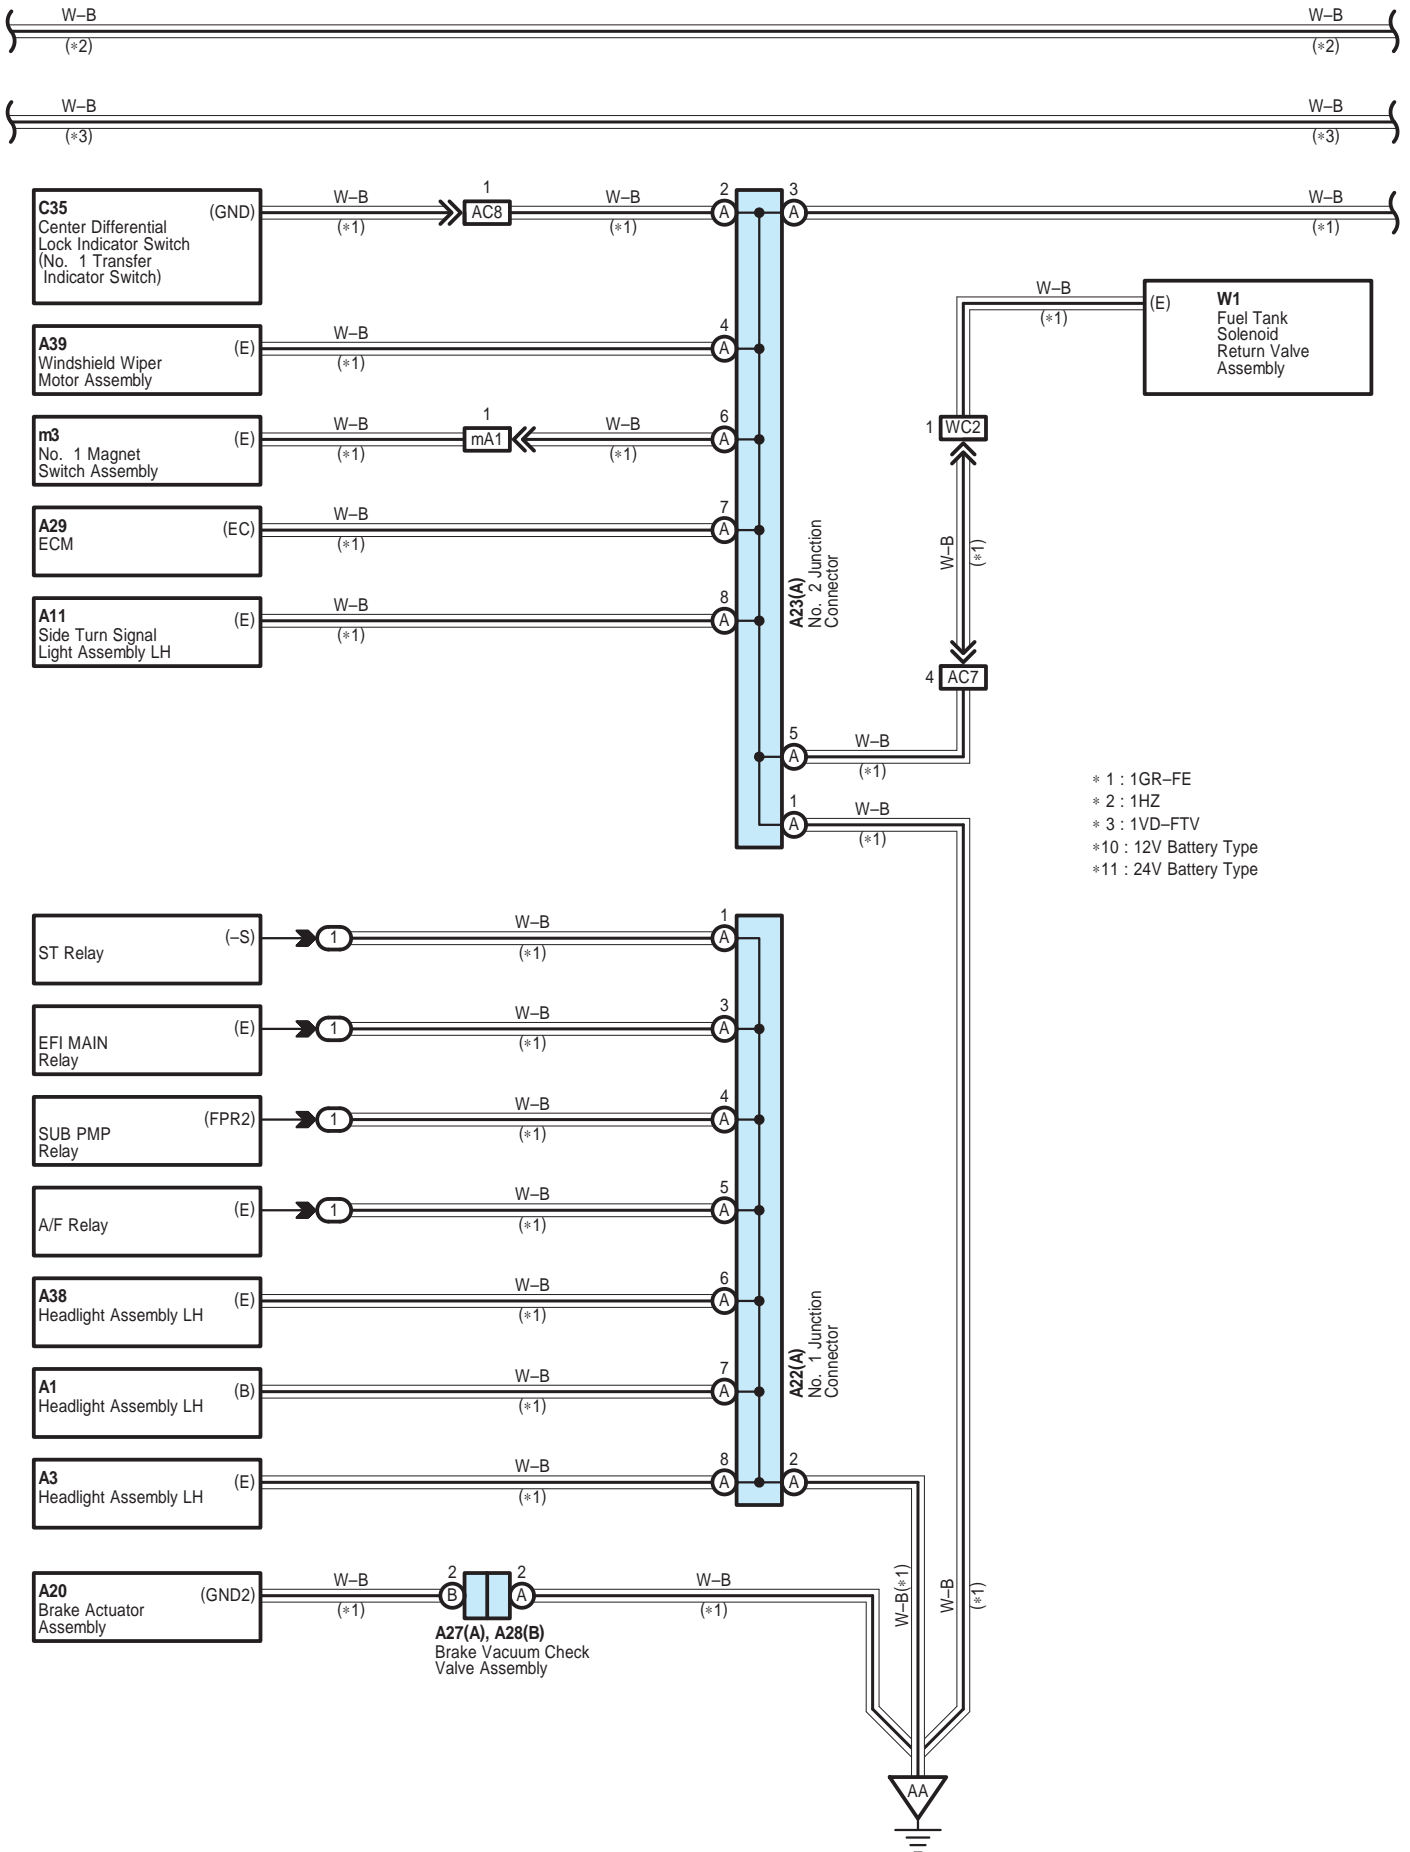 W–B
W–B
(*2)
(*2)
W–B
W–B
(*3)
(*3)
C35
Center Differential
Lock Indicator Switch
(No. 1 Transfer
Indicator Switch)
(GND)
W–B
(*1)
1
AC8
W–B
(*1)
2
A
3
A
W–B
(*1)
A39
Windshield Wiper
Motor Assembly
(E)
W–B
(*1)
4
A
W–B
(*1)
(E)
W1
Fuel Tank
Solenoid
Return Valve
Assembly
m3
No. 1 Magnet
Switch Assembly
(E)
W–B
(*1)
1
mA1
W–B
(*1)
6
A
1
WC2
A29
ECM
(EC)
W–B
(*1)
7
A
A23(A)
No. 2 Junction
Connector
W–B
(*1)
A11
Side Turn Signal
Light Assembly LH
(E)
W–B
(*1)
8
A
4
AC7
5
A
W–B
(*1)
1
A
W–B
(*1)
* 1 : 1GR–FE
* 2 : 1HZ
* 3 : 1VD–FTV
*10 : 12V Battery Type
*11 : 24V Battery Type
ST Relay
(–S)
1
W–B
(*1)
1
A
EFI MAIN
Relay
(E)
1
W–B
(*1)
3
A
SUB PMP
Relay
(FPR2)
1
W–B
(*1)
4
A
A/F Relay
(E)
1
W–B
(*1)
5
A
A38
Headlight Assembly LH
(E)
W–B
(*1)
6
A
A22(A)
No. 1 Junction
Connector
A1
Headlight Assembly LH
(B)
W–B
(*1)
7
A
A3
Headlight Assembly LH
(E)
W–B
(*1)
8
A
2
A
A20
Brake Actuator
Assembly
(GND2)
W–B
(*1)
2
B
2
A
A27(A), A28(B)
Brake Vacuum Check
Valve Assembly
W–B
(*1)
W–B(*1)
W–B
(*1)
AA